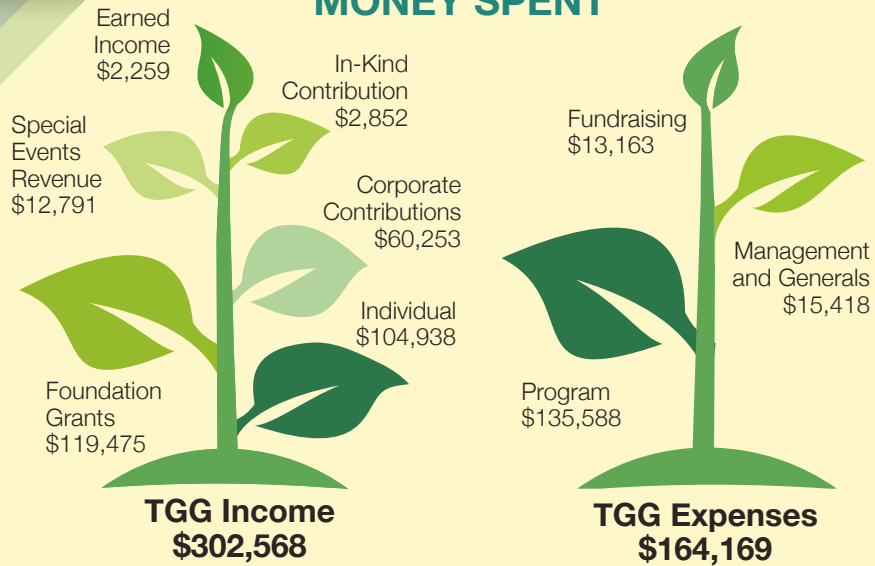 MONEY SPENT
Earned
Income
$2,259
In-Kind
Contribution
$2,852
Special
Events
Revenue
$12,791
Corporate
Contributions
$60,253
Individual
$104,938
Foundation
Grants
$119,475
TGG Income
$302,568
Fundraising
$13,163
Management
and Generals
$15,418
Program
$135,588
TGG Expenses
$164,169